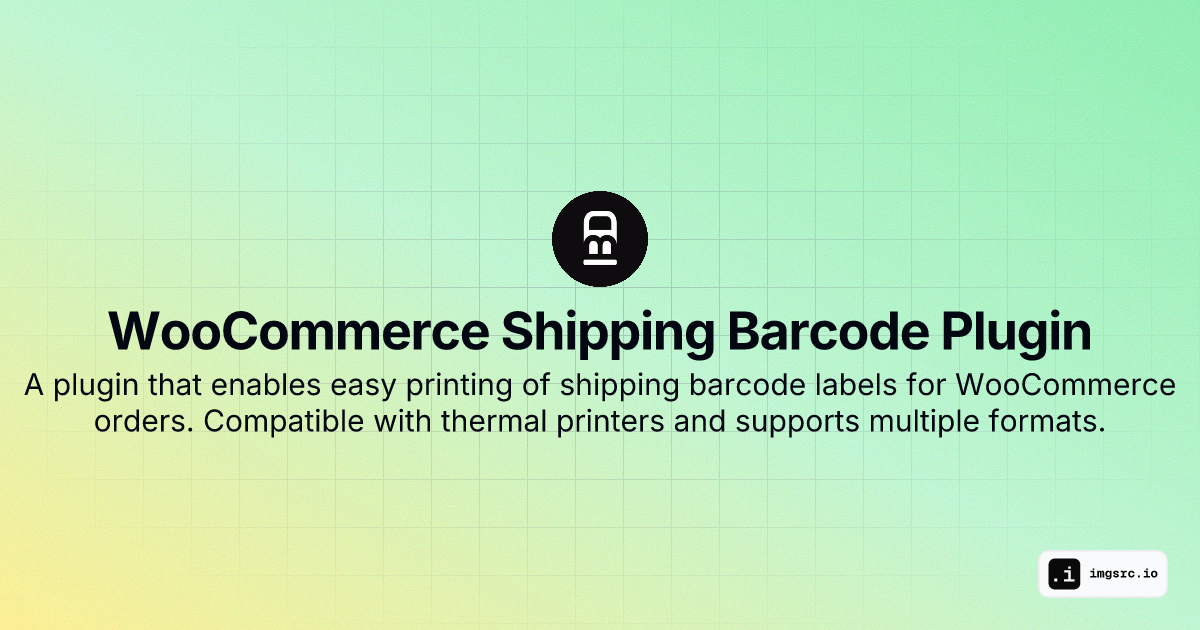 WooCommerce Shipping Barcode Plugin
A plugin that enables easy printing of shipping barcode labels for WooCommerce
orders. Compatible with thermal printers and supports multiple formats.
.i imgsrc.io